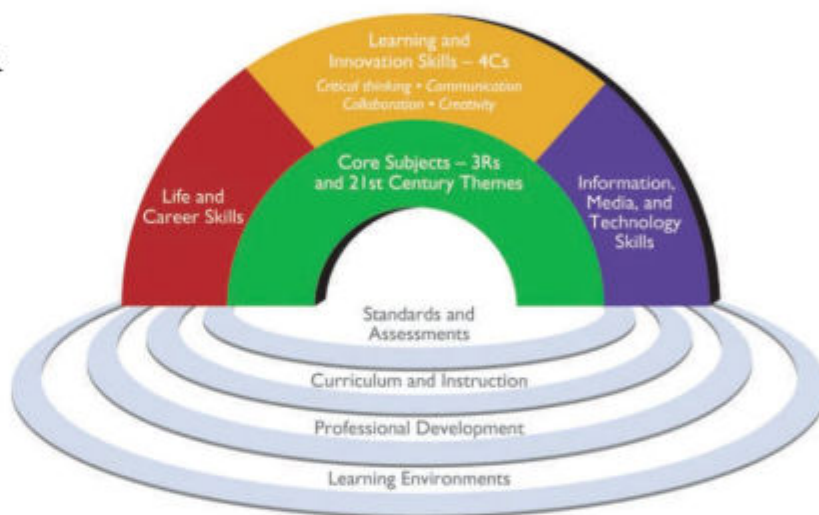 Learning and
Innovation Skills – 4Cs
Critical thinking • Communication
Collaboration • Creativity
Core Subjects – 3Rs
and 21st Century Themes
Life and
Career Skills
Information,
Media, and
Technology
Skills
Standards and
Assessments
Curriculum and Instruction
Professional Development
Learning Environments